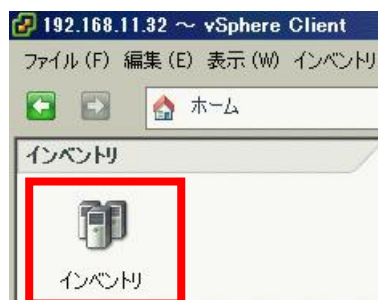 192.168.11.32 ～ vSphere Client
ファイル(F) 編集(E) 表示(W) インベントリ
ホーム
インベントリ
インベントリ